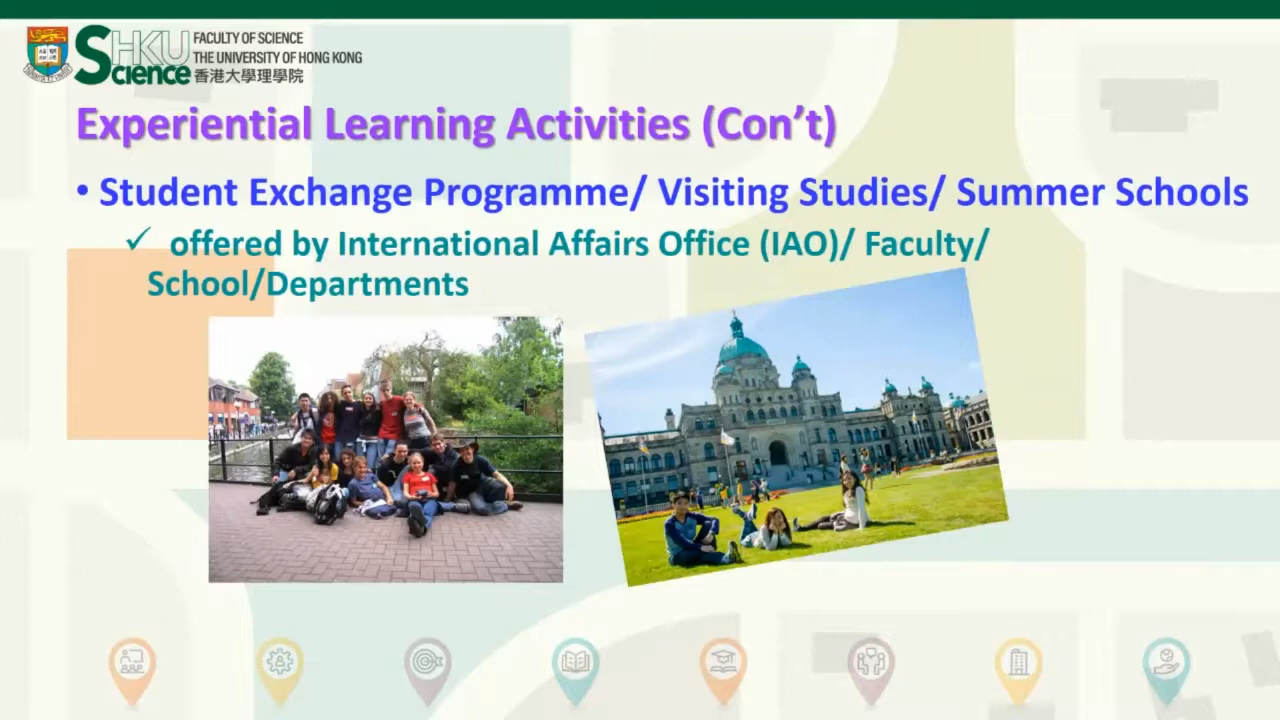 HKU
Science
FACULTY OF SCIENCE
THE UNIVERSITY OF HONG KONG
香港大學理學院
Experiential Learning Activities (Con’t)
• Student Exchange Programme/ Visiting Studies/ Summer Schools
✓ offered by International Affairs Office (IAO)/ Faculty/
School/Departments